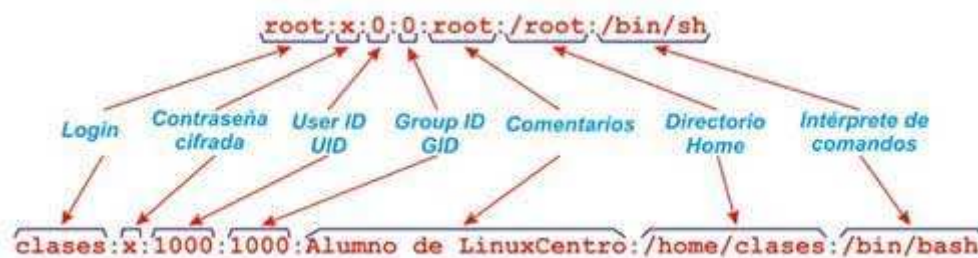 root:x:0:0:root:/root:/bin/sh
Login
Contraseña
cifrada
User ID
UID
Group ID
GID
Comentarios
Directorio
Home
Intérprete de
comandos
clases:x:1000:1000:Alumno de LinuxCentro:/home/clases:/bin/bash